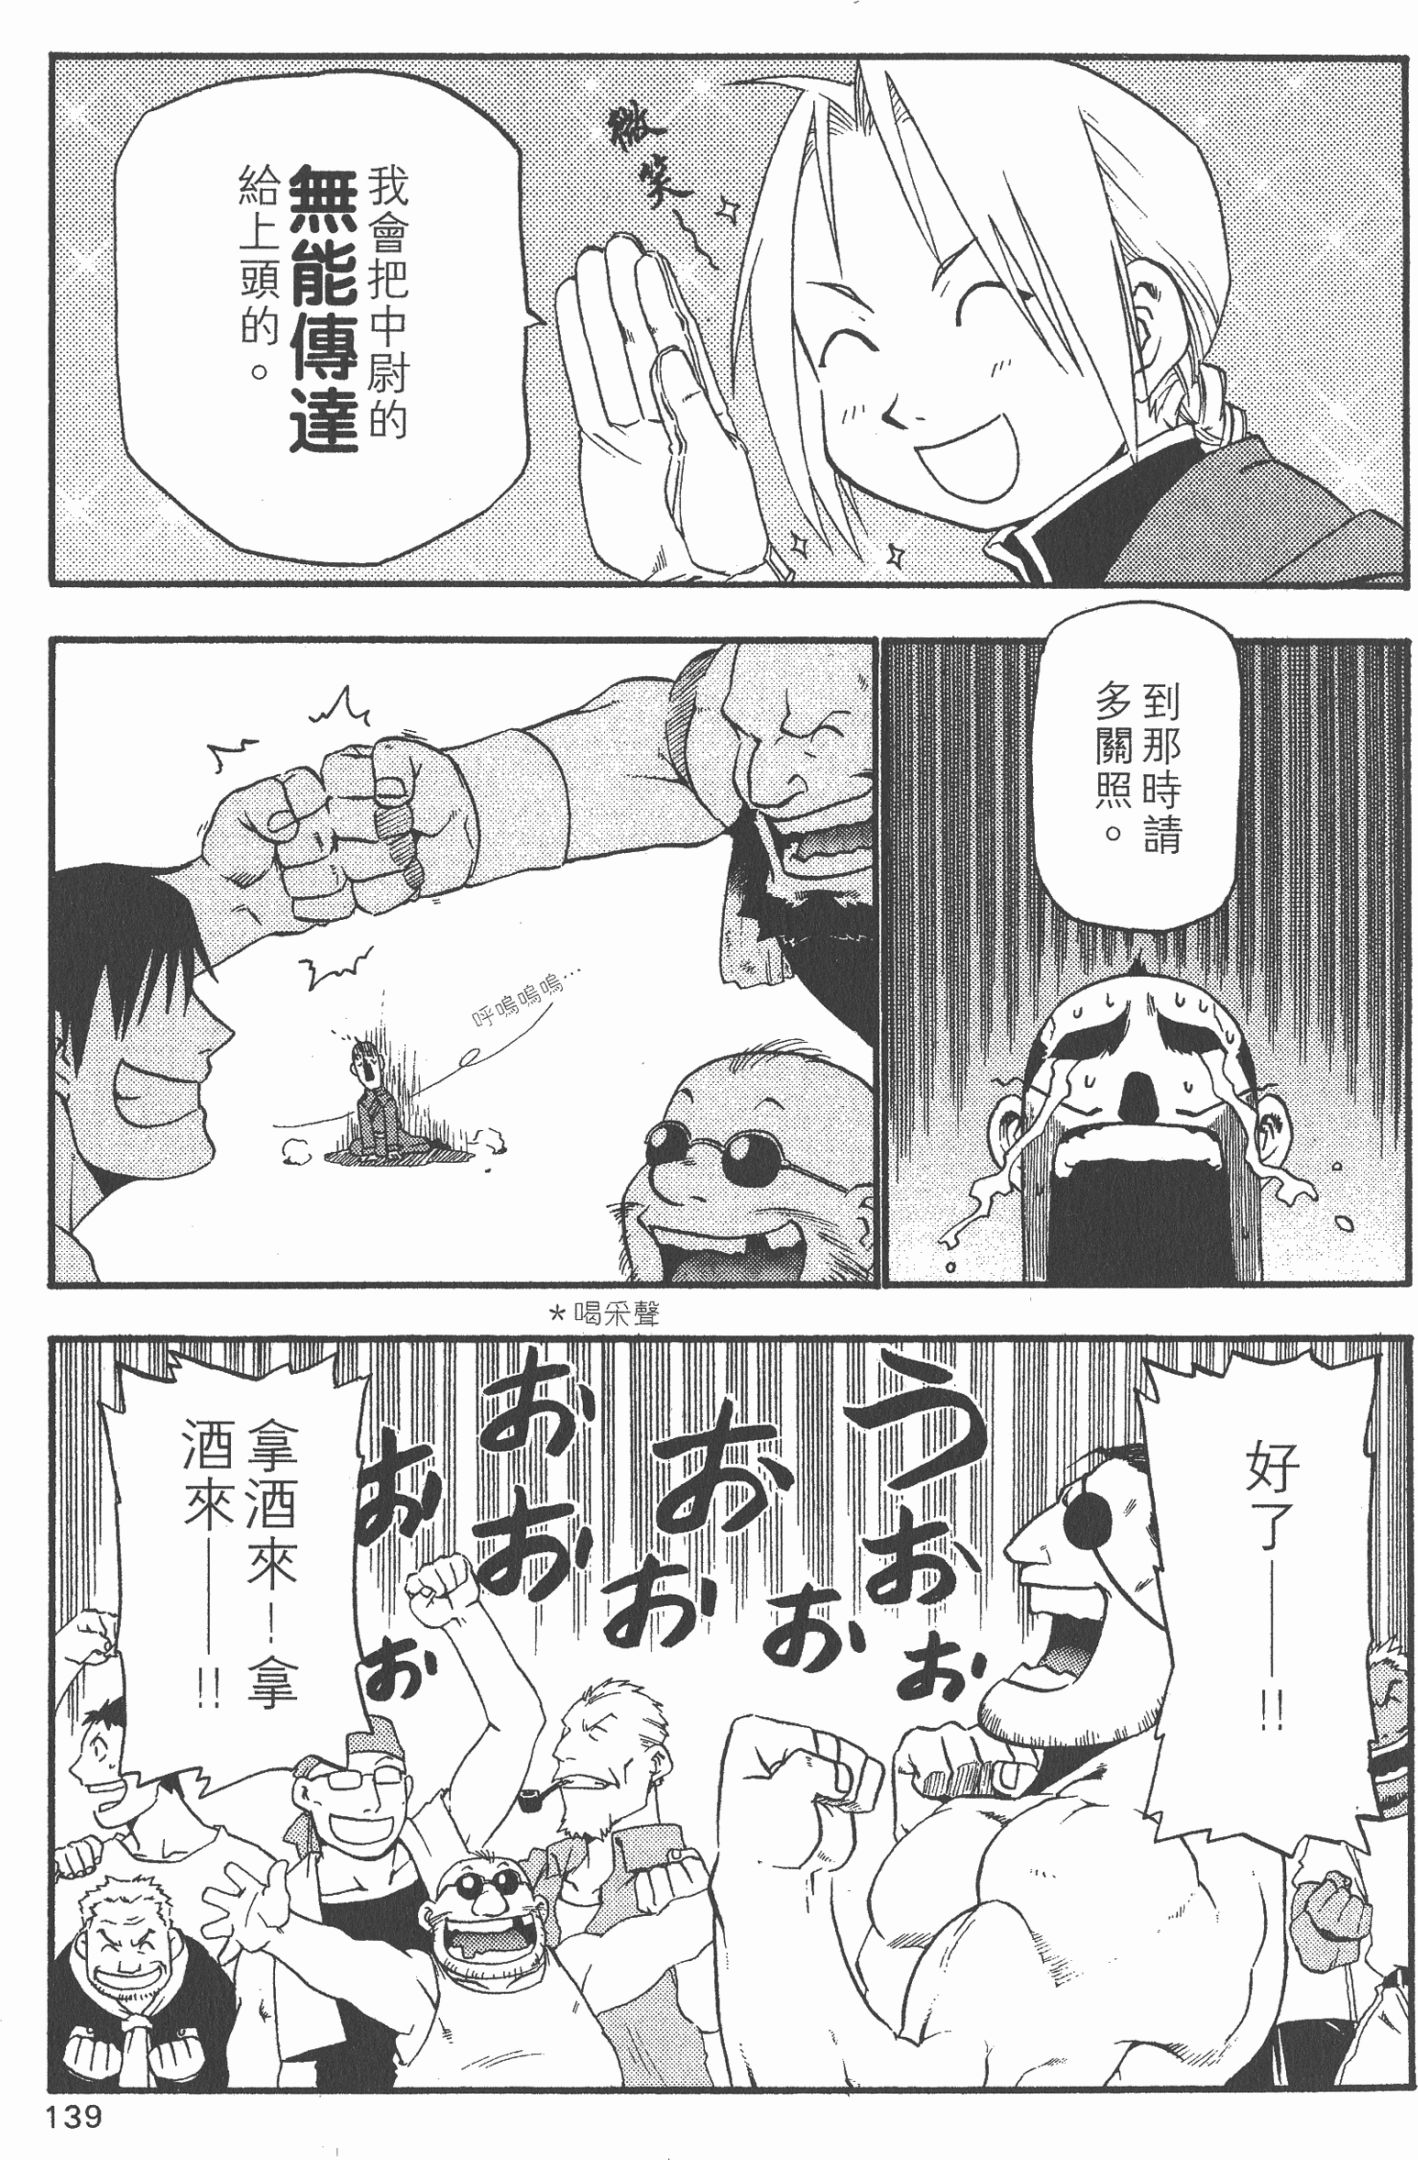 我會把中尉的
無能傳達
給上頭的。
微笑
到那時請
多關照。
呼嗚嗚嗚…
＊喝采聲
好了——!!
うおお
おお
おお
おお
拿酒來！拿
酒來——!!
139